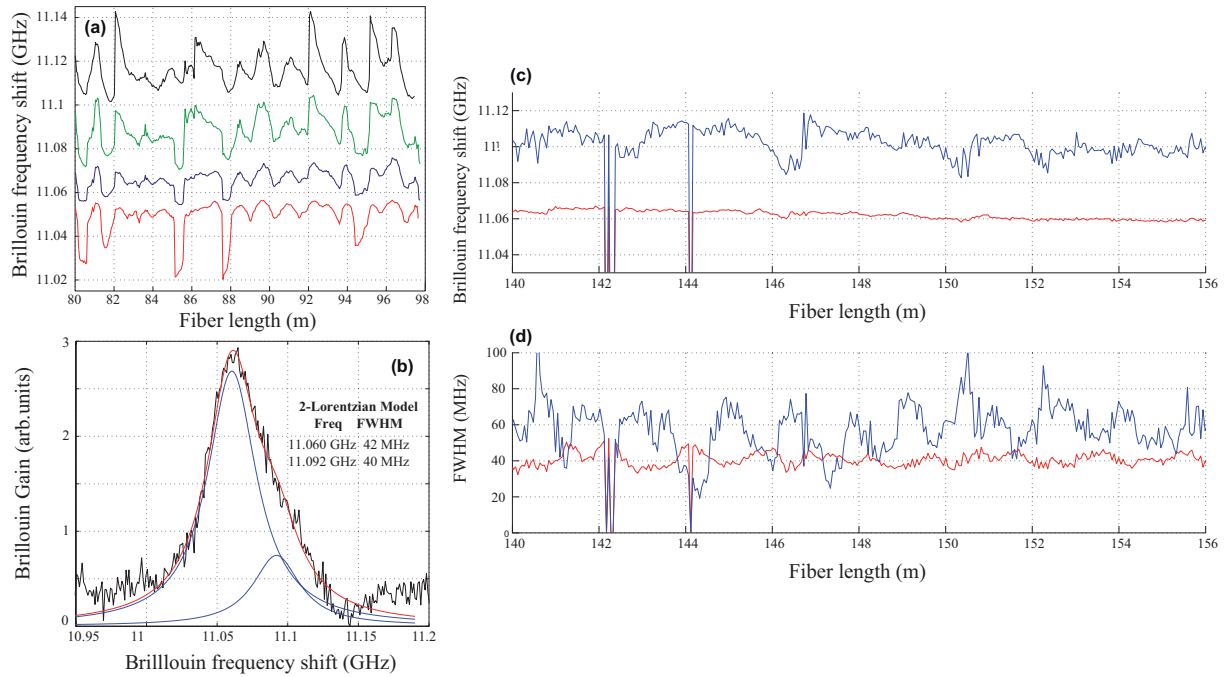 (a)
Brillouin frequency shift (GHz)
11.14
11.12
11.1
11.08
11.06
11.04
11.02
80 82 84 86 88 90 92 94 96 98
Fiber length (m)
(b)
Brillouin Gain (arb.units)
3
2
1
0
2-Lorentzian Model
Freq FWHM
11.060 GHz 42 MHz
11.092 GHz 40 MHz
10.95 11 11.05 11.1 11.15 11.2
Brilllouin frequency shift (GHz)
(c)
Brillouin frequency shift (GHz)
11.12
11
11.08
11.06
11.04
140 142 144 146 148 150 152 154 156
Fiber length (m)
(d)
FWHM (MHz)
100
80
60
40
20
0
140 142 144 146 148 150 152 154 156
Fiber length (m)